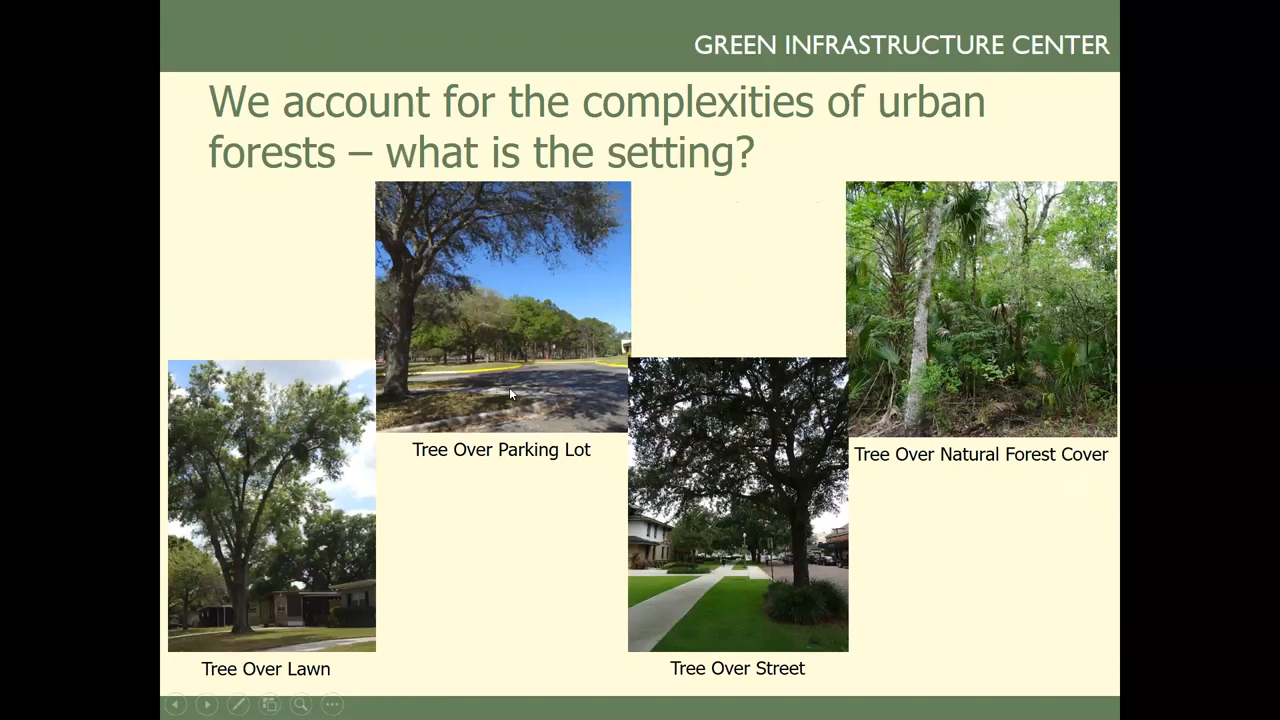 GREEN INFRASTRUCTURE CENTER
We account for the complexities of urban
forests – what is the setting?
Tree Over Parking Lot
Tree Over Natural Forest Cover
Tree Over Lawn
Tree Over Street